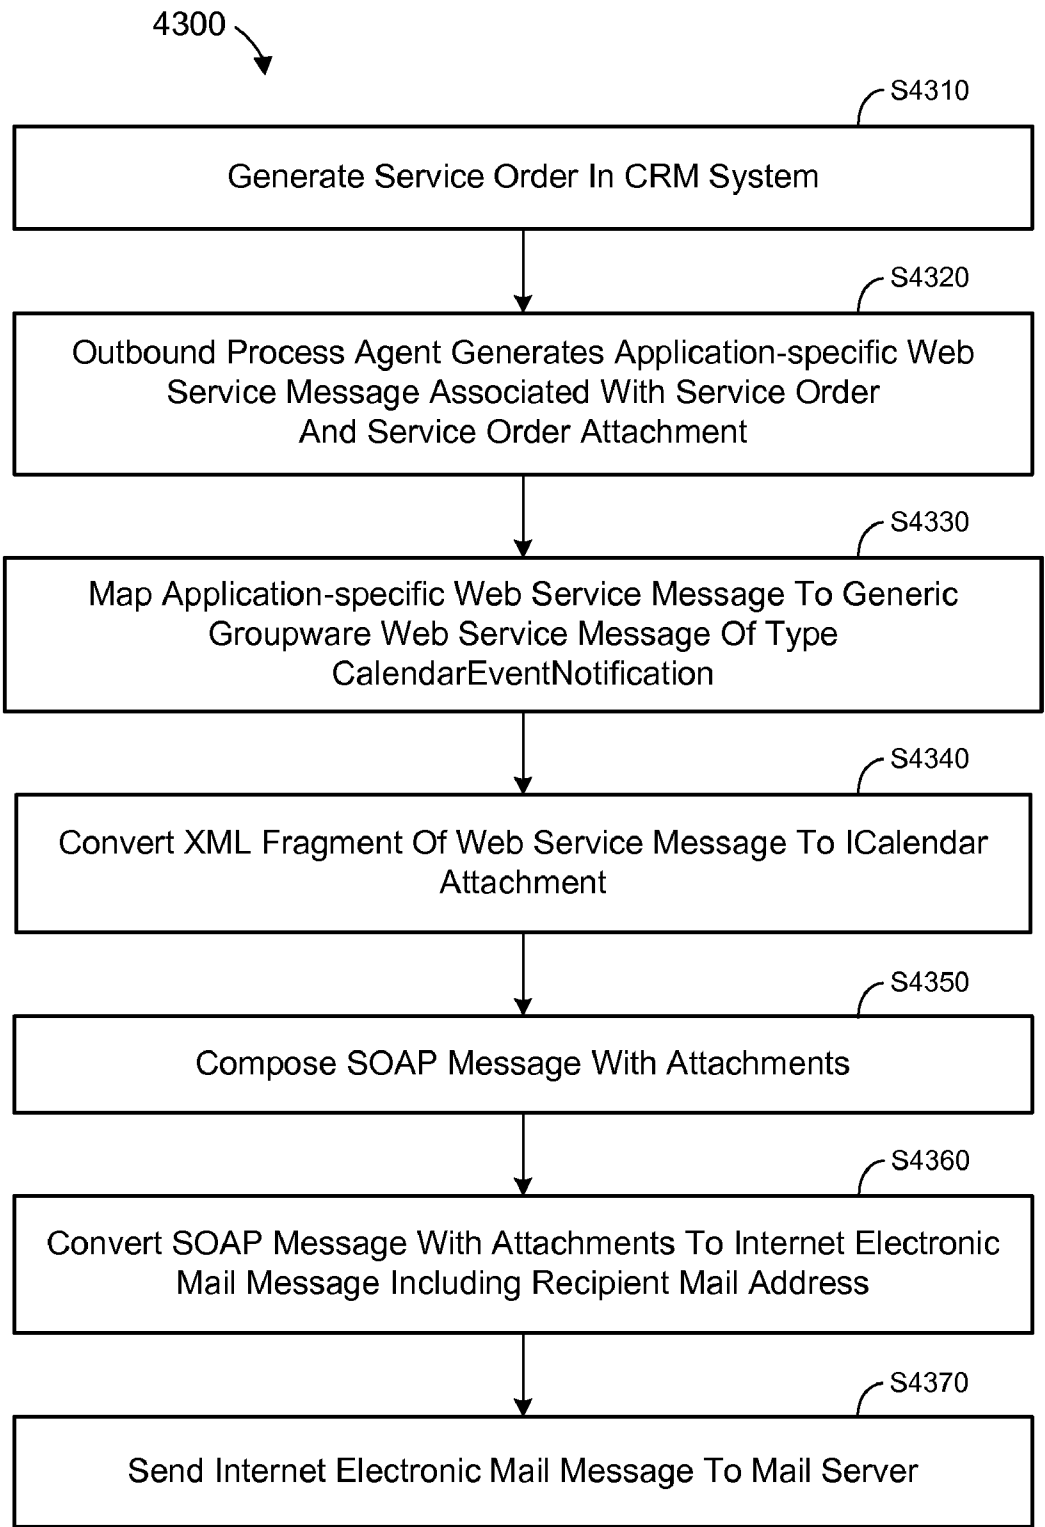 4300
S4310
Generate Service Order In CRM System
S4320
Outbound Process Agent Generates Application-specific Web
Service Message Associated With Service Order
And Service Order Attachment
S4330
Map Application-specific Web Service Message To Generic
Groupware Web Service Message Of Type
CalendarEventNotification
S4340
Convert XML Fragment Of Web Service Message To ICalendar
Attachment
S4350
Compose SOAP Message With Attachments
S4360
Convert SOAP Message With Attachments To Internet Electronic
Mail Message Including Recipient Mail Address
S4370
Send Internet Electronic Mail Message To Mail Server